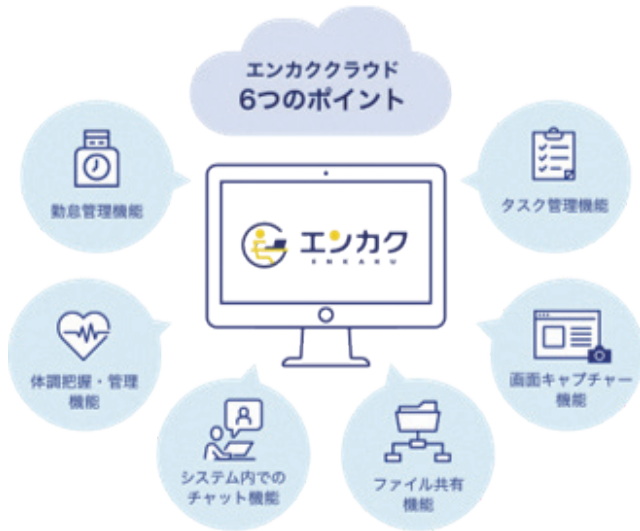 エンカククラウド
6つのポイント
勤怠管理機能
タスク管理機能
エンカク
ENKAKU
体調把握・管理
機能
画面キャプチャー
機能
システム内での
チャット機能
ファイル共有
機能